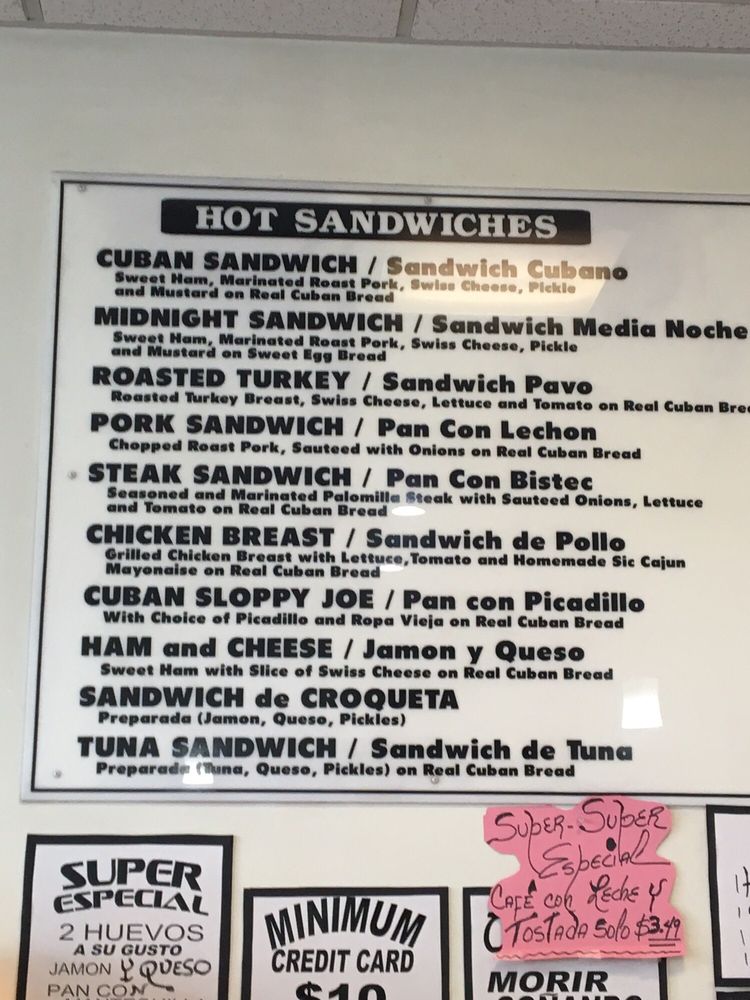 HOT SANDWICHES
CUBAN SANDWICH / Sandwich Cubano
Sweet Ham, Marinated Roast Pork, Swiss Cheese, Pickle
and Mustard on Real Cuban Bread
MIDNIGHT SANDWICH / Sandwich Media Noche
Sweet Ham, Marinated Roast Pork, Swiss Cheese, Pickle
and Mustard on Sweet Egg Bread
ROASTED TURKEY / Sandwich Pavo
Roasted Turkey Breast, Swiss Cheese, Lettuce and Tomato on Real Cuban
PORK SANDWICH / Pan Con Lechon
Chopped Roast Pork, Sauteed with Onions on Real Cuban Bread
STEAK SANDWICH / Pan Con Bistec
Seasoned and Marinated Palomilla Steak with Sauteed Onions, Lettuce
and Tomato on Real Cuban Bread
CHICKEN BREAST / Sandwich de Pollo
Grilled Chicken Breast with Lettuce, Tomato and Homemade Sic Cajun
Mayonaise on Real Cuban Bread
CUBAN SLOPPY JOE / Pan con Picadillo
With Choice of Picadillo and Ropa Vieja on Real Cuban Bread
HAM and CHEESE / Jamon y Queso
Sweet Ham with Slice of Swiss Cheese on Real Cuban Bread
SANDWICH de CROQUETA
Preparada (Jamon, Queso, Pickles)
TUNA SANDWICH / Sandwich de Tuna
Preparada (Tuna, Queso, Pickles) on Real Cuban Bread
SUPER
ESPECIAL
2 HUEVOS
A SU GUSTO
JAMON Y QUESO
PAN CON
MINIMUM
CREDIT CARD
$10
SUPER-SUPER
ESPECIAL
CAFE CON LECHE Y
TOSTADA SOLO $3.49
MORIR